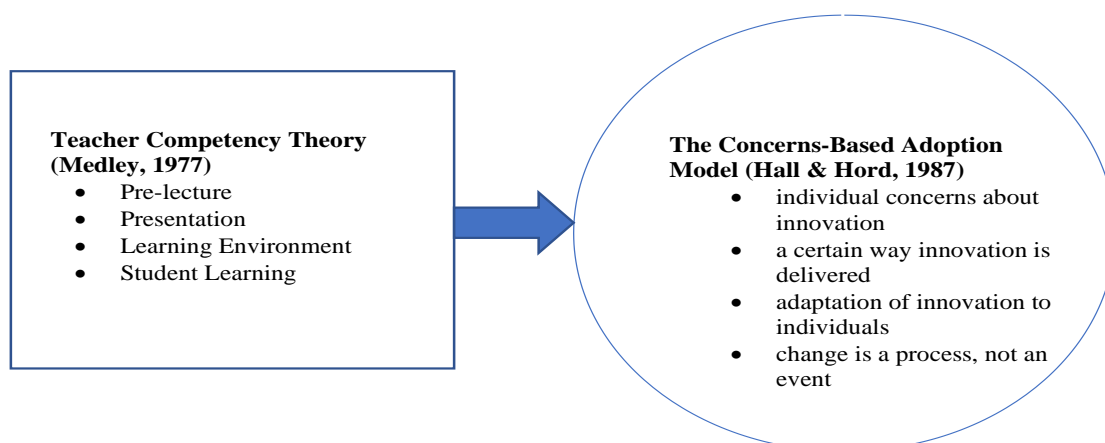 Teacher Competency Theory
(Medley, 1977)
• Pre-lecture
• Presentation
• Learning Environment
• Student Learning
The Concerns-Based Adoption
Model (Hall & Hord, 1987)
• individual concerns about
innovation
• a certain way innovation is
delivered
• adaptation of innovation to
individuals
• change is a process, not an
event